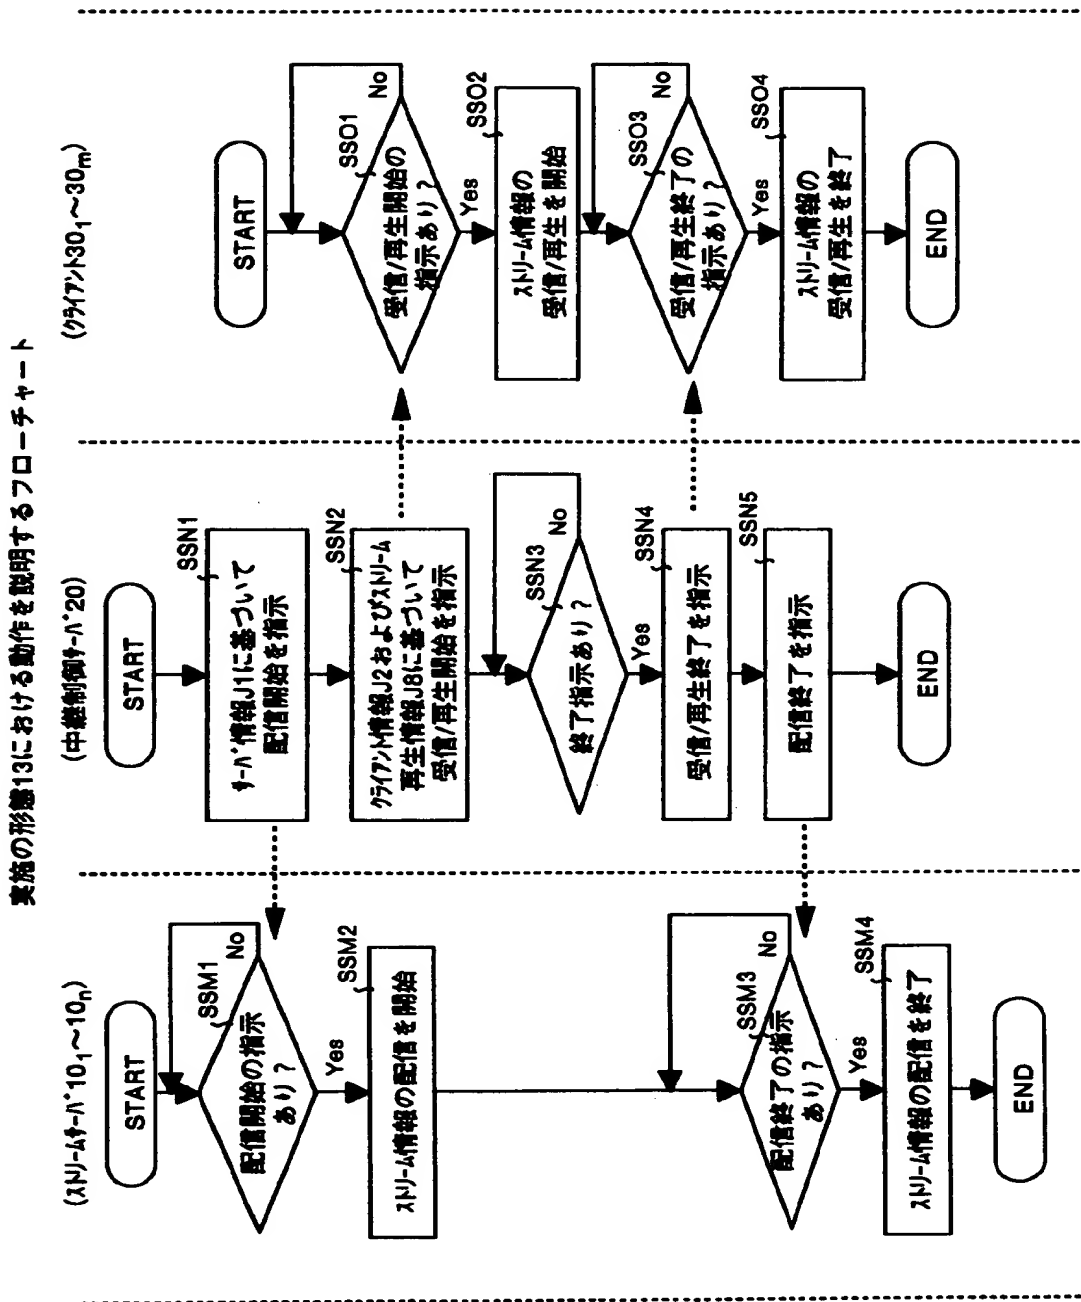 実施の形態13における動作を説明するフローチャート
(ストリームサーバ10₁～10ₙ)
START
SSM1
配信開始の指示
あり？
No
Yes
SSM2
ストリーム情報の配信を開始
SSM3
配信終了の指示
あり？
No
Yes
SSM4
ストリーム情報の配信を終了
END
(中継制御サーバ20)
START
SSN1
サーバ情報J1に基づいて
配信開始を指示
SSN2
クライアント情報J2およびストリーム
再生情報J8に基づいて
受信/再生開始を指示
SSN3
終了指示あり？
No
Yes
SSN4
受信/再生終了を指示
SSN5
配信終了を指示
END
(クライアント30₁～30ₘ)
START
SSO1
受信/再生開始の
指示あり？
No
Yes
SSO2
ストリーム情報の
受信/再生を開始
SSO3
受信/再生終了の
指示あり？
No
Yes
SSO4
ストリーム情報の
受信/再生を終了
END